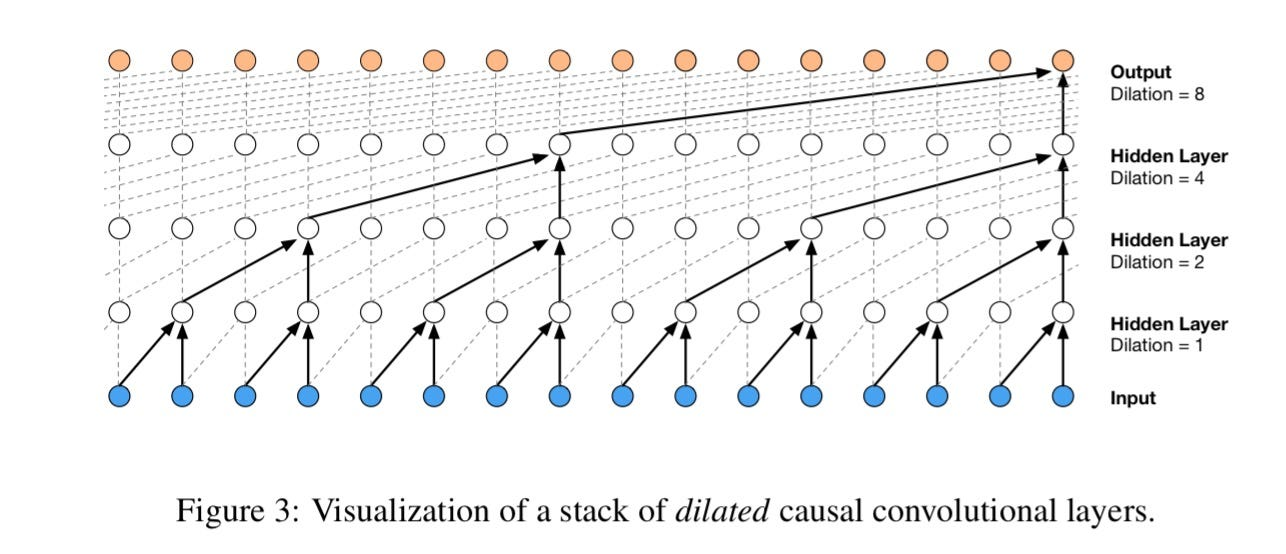 Output
Dilation = 8
Hidden Layer
Dilation = 4
Hidden Layer
Dilation = 2
Hidden Layer
Dilation = 1
Input
Figure 3: Visualization of a stack of dilated causal convolutional layers.